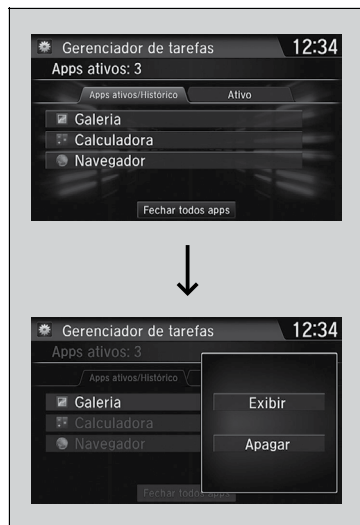 Gerenciador de tarefas 12:34
Apps ativos: 3
Apps ativos/Histórico Ativo
Galeria
Calculadora
Navegador
Fechar todos apps
Gerenciador de tarefas 12:34
Apps ativos: 3
Apps ativos/Histórico
Galeria Exibir
Calculadora
Navegador Apagar
Fechar todos apps